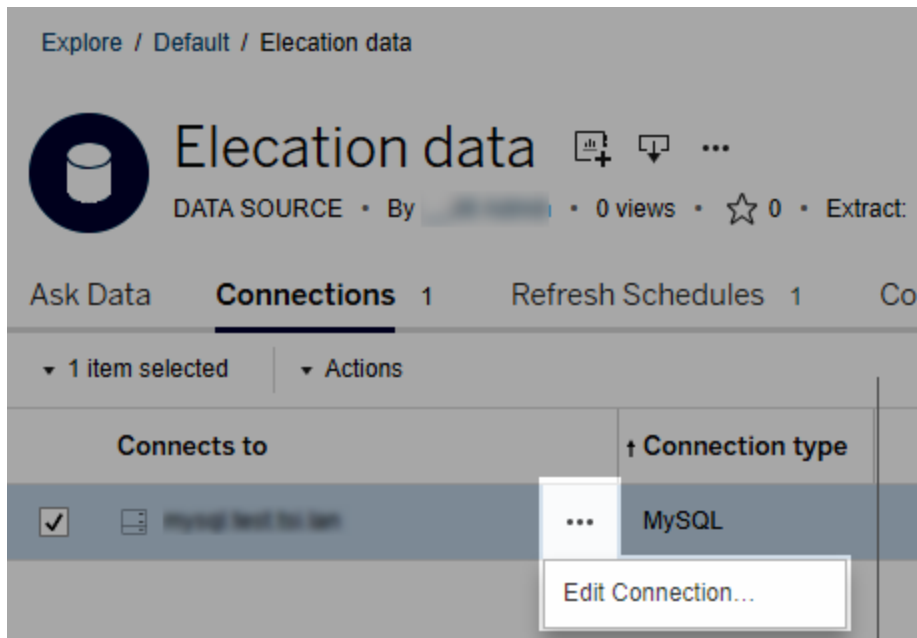 Explore / Default / Elecation data
Elecation data
DATA SOURCE • By • 0 views • 0 • Extract:
Ask Data Connections 1 Refresh Schedules 1 Co
1 item selected Actions
Connects to ↑ Connection type
... MySQL
Edit Connection...